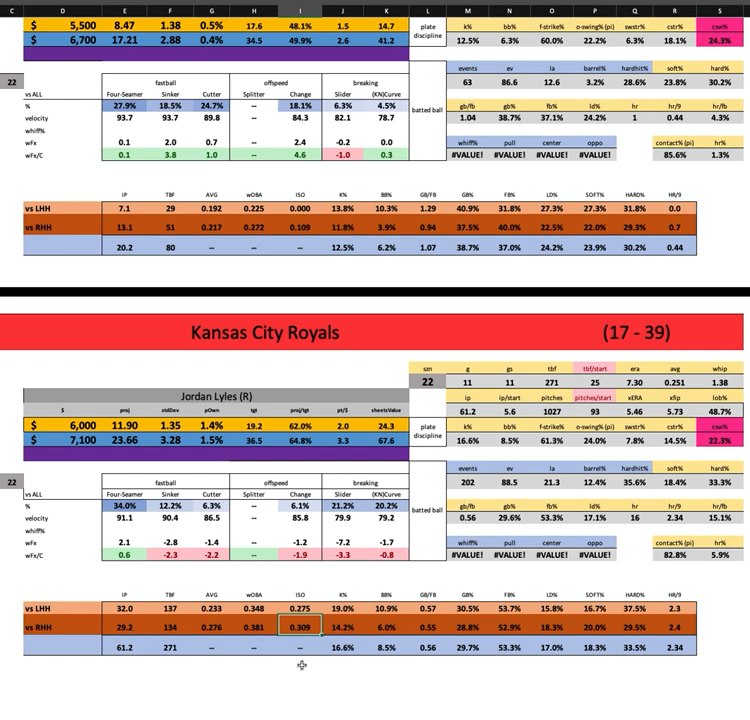 C D E F G H I J K L M N O P Q R S
$ 5,500 8.47 1.38 0.5% 17.6 48.1% 1.5 14.7 plate discipline k% bb% f-strike% o-swing% (pi) swstr% cstr% csw%
$ 6,700 17.21 2.88 0.4% 34.5 49.9% 2.6 41.2 12.5% 6.3% 60.0% 22.2% 6.3% 18.1% 24.3%
events ev la barrel% hardhit% soft% hard%
22 fastball offspeed breaking 63 86.6 12.6 3.2% 28.6% 23.8% 30.2%
vs ALL Four-Seamer Sinker Cutter Splitter Change Slider (KN)Curve
% 27.9% 18.5% 24.7% -- 18.1% 6.3% 4.5% batted ball gb/fb gb% fb% ld% hr hr/9 hr/fb
velocity 93.7 93.7 89.8 -- 84.3 82.1 78.7 1.04 38.7% 37.1% 24.2% 1 0.44 4.3%
whiff%
wFx 0.1 2.0 0.7 2.4 -0.2 0.0 whiff% pull center oppo contact% (pi) hr%
wFx/C 0.1 3.8 1.0 -- 4.6 -1.0 0.3 #VALUE! #VALUE! #VALUE! #VALUE! 85.6% 1.3%
IP TBF AVG wOBA ISO K% BB% GB/FB GB% FB% LD% SOFT% HARD% HR/9
vs LHH 7.1 29 0.192 0.225 0.000 13.8% 10.3% 1.29 40.9% 31.8% 27.3% 27.3% 31.8% 0.0
vs RHH 13.1 51 0.217 0.272 0.109 11.8% 3.9% 0.94 37.5% 40.0% 22.5% 22.0% 29.3% 0.7
20.2 80 -- -- -- 12.5% 6.2% 1.07 38.7% 37.0% 24.2% 23.9% 30.2% 0.44
Kansas City Royals (17 - 39)
szn g gs tbf tbf/start era avg whip
22 11 11 271 25 7.30 0.251 1.38
Jordan Lyles (R) ip ip/start pitches pitches/start xERA xfip lob%
$ proj stdDev pOwn tgt proj/tgt pt/$ sheetsValue 61.2 5.6 1027 93 5.46 5.73 48.7%
$ 6,000 11.90 1.35 1.4% 19.2 62.0% 2.0 24.3 plate discipline k% bb% f-strike% o-swing% (pi) swstr% cstr% csw%
$ 7,100 23.66 3.28 1.5% 36.5 64.8% 3.3 67.6 16.6% 8.5% 61.3% 24.0% 7.8% 14.5% 22.3%
events ev la barrel% hardhit% soft% hard%
22 fastball offspeed breaking 202 88.5 21.3 12.4% 35.6% 18.4% 33.3%
vs ALL Four-Seamer Sinker Cutter Splitter Change Slider (KN)Curve
% 34.0% 12.2% 6.3% -- 6.1% 21.2% 20.2% batted ball gb/fb gb% fb% ld% hr hr/9 hr/fb
velocity 91.1 90.4 86.5 -- 85.8 79.9 79.2 0.56 29.6% 53.3% 17.1% 16 2.34 15.1%
whiff%
wFx 2.1 -2.8 -1.4 -1.2 -7.2 -1.7 whiff% pull center oppo contact% (pi) hr%
wFx/C 0.6 -2.3 -2.2 -- -1.9 -3.3 -0.8 #VALUE! #VALUE! #VALUE! #VALUE! 82.8% 5.9%
IP TBF AVG wOBA ISO K% BB% GB/FB GB% FB% LD% SOFT% HARD% HR/9
vs LHH 32.0 137 0.233 0.348 0.275 19.0% 10.9% 0.57 30.5% 53.7% 15.8% 16.7% 37.5% 2.3
vs RHH 29.2 134 0.276 0.381 0.309 14.2% 6.0% 0.55 28.8% 52.9% 18.3% 20.0% 29.5% 2.4
61.2 271 -- -- -- 16.6% 8.5% 0.56 29.7% 53.3% 17.0% 18.3% 33.5% 2.34